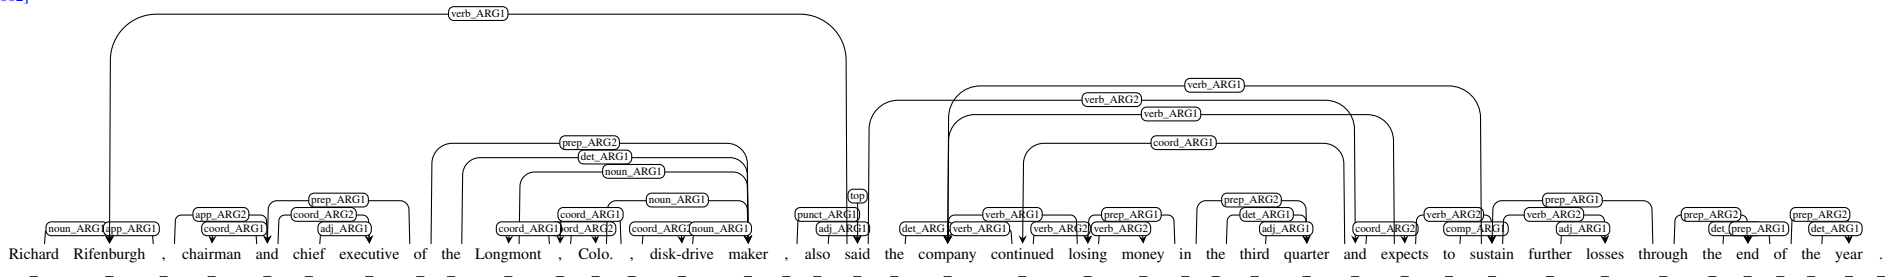 002]
verb_ARG1
verb_ARG1
verb_ARG2
verb_ARG1
prep_ARG2 coord_ARG1
det_ARG1
noun_ARG1
top
prep_ARG1 noun_ARG1 prep_ARG2 prep_ARG1
app_ARG2 coord_ARG2 coord_ARG1 punct_ARG1 verb_ARG1 prep_ARG1 det_ARG1 verb_ARG2 verb_ARG2 prep_ARG2 prep_ARG2
noun_ARG1 app_ARG1 coord_ARG1 adj_ARG1 coord_ARG1 coord_ARG2 coord_ARG2 noun_ARG1 adj_ARG1 det_ARG1 verb_ARG1 verb_ARG2 verb_ARG2 adj_ARG1 coord_ARG2 comp_ARG1 adj_ARG1 det_ prep_ARG1 det_ARG1
Richard Rifenburgh , chairman and chief executive of the Longmont , Colo. , disk-drive maker , also said the company continued losing money in the third quarter and expects to sustain further losses through the end of the year .